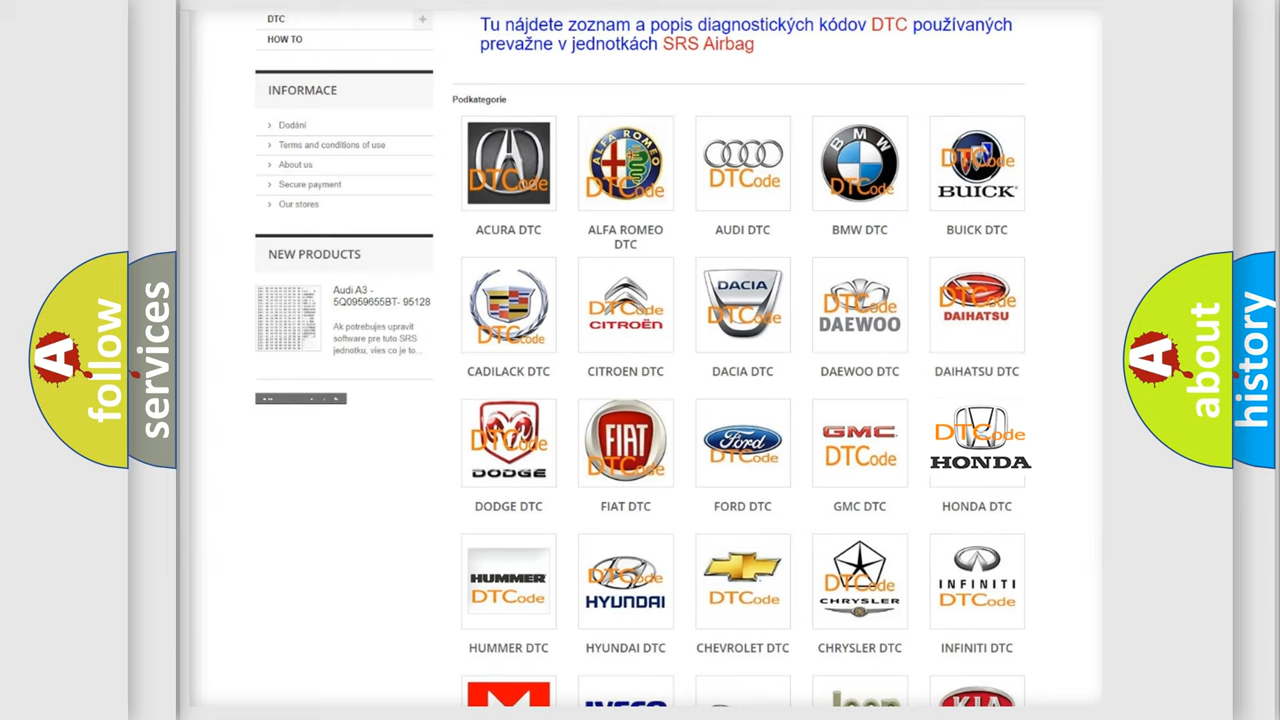 DTC
HOW TO
Tu nájdete zoznam a popis diagnostických kódov DTC používaných
prevažne v jednotkách SRS Airbag
INFORMACE
Dodání
Terms and conditions of use
About us
Secure payment
Our stores
NEW PRODUCTS
Audi A3 -
5Q0959655BT- 95128
Ak potrebujes upravit
software pre tuto SRS
jednotku, vies co je to...
Podkategorie
DTCode
ALFA ROMEO
DTCode
DTCode
BMW
DTCode
DTCode
BUICK
ACURA DTC
ALFA ROMEO
DTC
AUDI DTC
BMW DTC
BUICK DTC
DTCode
DTCode
CITROËN
DACIA
DTCode
DTCode
DAEWOO
DTCode
DAIHATSU
CADILACK DTC
CITROEN DTC
DACIA DTC
DAEWOO DTC
DAIHATSU DTC
DTCode
DODGE
FIAT
DTCode
Ford
DTCode
GMC
DTCode
DTCode
HONDA
DODGE DTC
FIAT DTC
FORD DTC
GMC DTC
HONDA DTC
HUMMER
DTCode
DTCode
HYUNDAI
DTCode
DTCode
CHRYSLER
INFINITI
DTCode
HUMMER DTC
HYUNDAI DTC
CHEVROLET DTC
CHRYSLER DTC
INFINITI DTC
IVECO
Jeep
KIA
A
follow
services
A
about
history